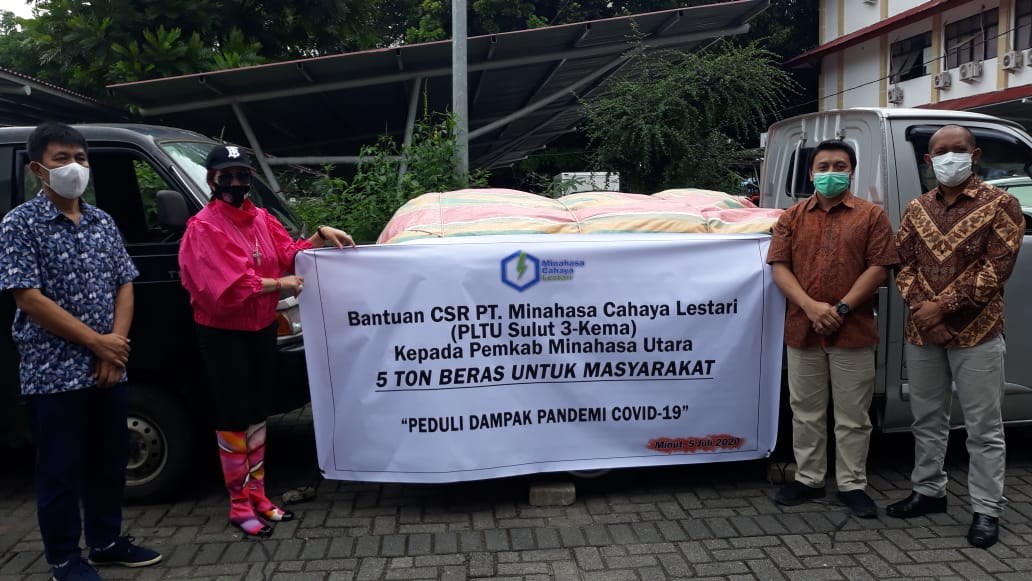 Minahasa
Cahaya
Lestari
Bantuan CSR PT. Minahasa Cahaya Lestari
(PLTU Sulut 3-Kema)
Kepada Pemkab Minahasa Utara
5 TON BERAS UNTUK MASYARAKAT
“PEDULI DAMPAK PANDEMI COVID-19”
Minut, 5 Juli 2020